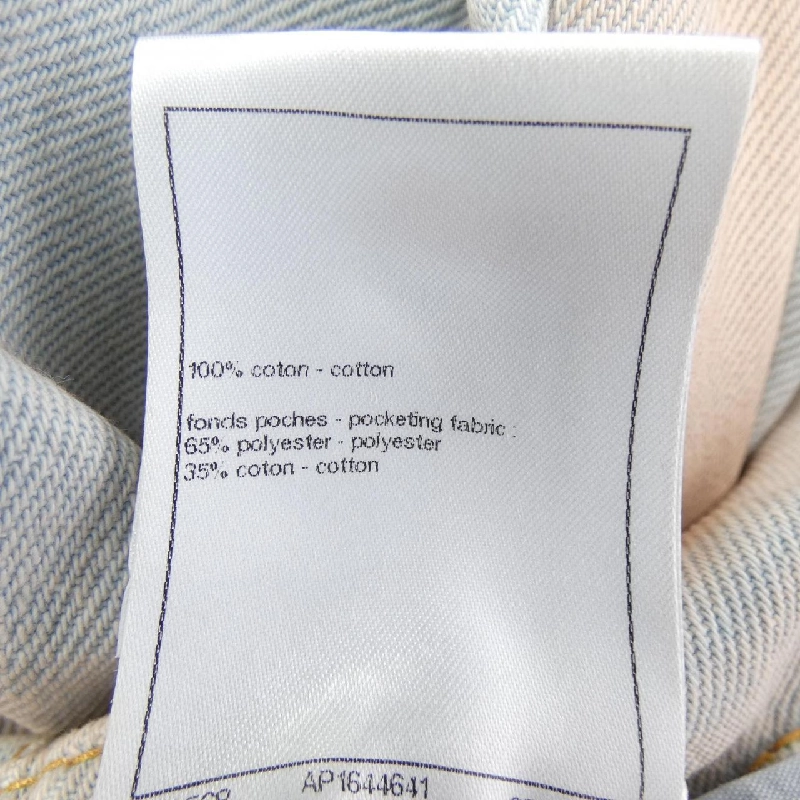 100% coton - cotton
fonds poches - pocketing fabric :
65% polyester - polyester
35% coton - cotton
AP1644641